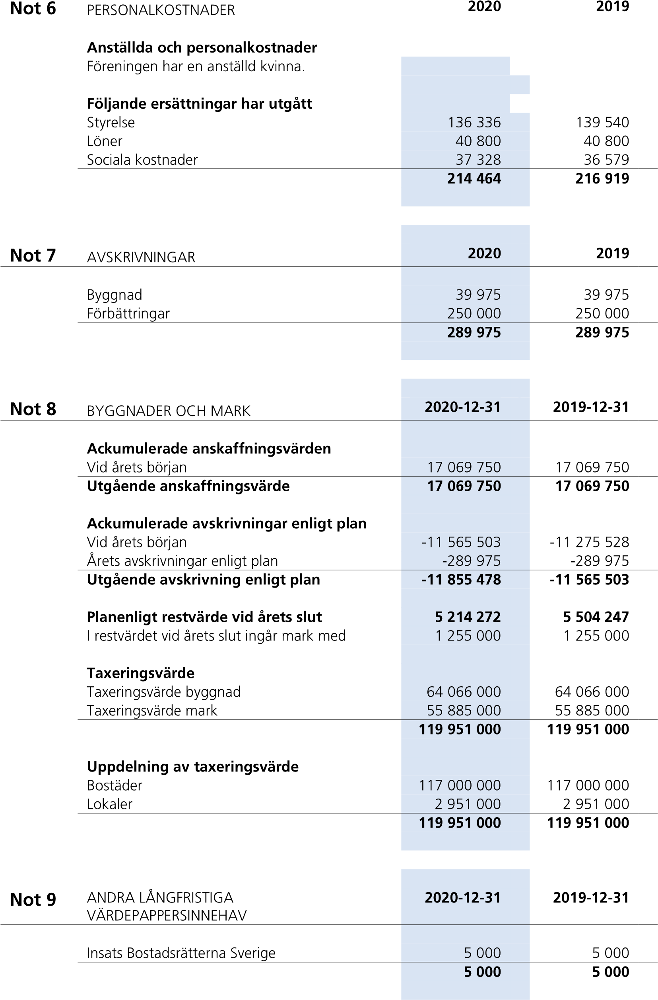 Not 6 PERSONALKOSTNADER 2020 2019
Anställda och personalkostnader
Föreningen har en anställd kvinna.
Följande ersättningar har utgått
Styrelse 136 336 139 540
Löner 40 800 40 800
Sociala kostnader 37 328 36 579
214 464 216 919
Not 7 AVSKRIVNINGAR 2020 2019
Byggnad 39 975 39 975
Förbättringar 250 000 250 000
289 975 289 975
Not 8 BYGGNADER OCH MARK 2020-12-31 2019-12-31
Ackumulerade anskaffningsvärden
Vid årets början 17 069 750 17 069 750
Utgående anskaffningsvärde 17 069 750 17 069 750
Ackumulerade avskrivningar enligt plan
Vid årets början -11 565 503 -11 275 528
Årets avskrivningar enligt plan -289 975 -289 975
Utgående avskrivning enligt plan -11 855 478 -11 565 503
Planenligt restvärde vid årets slut 5 214 272 5 504 247
I restvärdet vid årets slut ingår mark med 1 255 000 1 255 000
Taxeringsvärde
Taxeringsvärde byggnad 64 066 000 64 066 000
Taxeringsvärde mark 55 885 000 55 885 000
119 951 000 119 951 000
Uppdelning av taxeringsvärde
Bostäder 117 000 000 117 000 000
Lokaler 2 951 000 2 951 000
119 951 000 119 951 000
Not 9 ANDRA LÅNGFRISTIGA 2020-12-31 2019-12-31
VÄRDEPAPPERSINNEHAV
Insats Bostadsrätterna Sverige 5 000 5 000
5 000 5 000